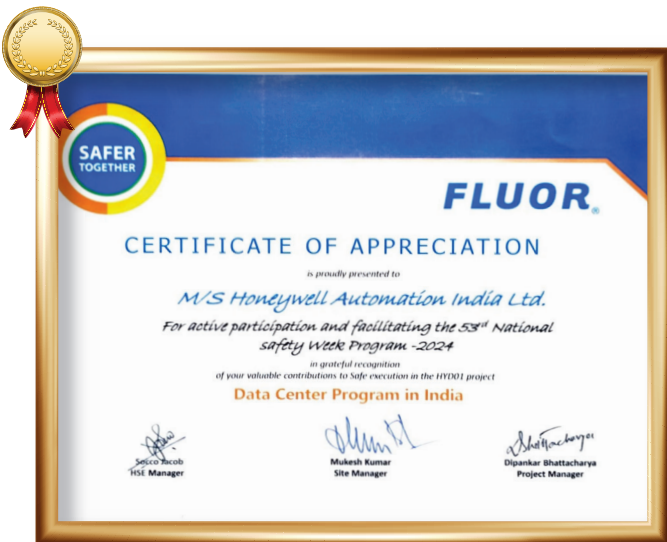 SAFER
TOGETHER
FLUOR®
CERTIFICATE OF APPRECIATION
is proudly presented to
M/S Honeywell Automation India Ltd.
For active participation and facilitating the 53rd National
safety Week Program -2024
in grateful recognition
of your valuable contributions to Safe execution in the HYD01 project
Data Center Program in India
Jacob
HSE Manager
Mukesh Kumar
Site Manager
Dipankar Bhattacharya
Project Manager